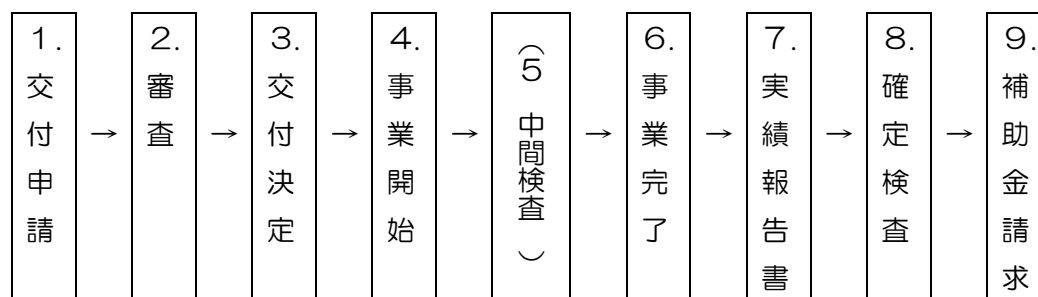 1.交付申請
→
2.審査
→
3.交付決定
→
4.事業開始
→
（5 中間検査 ）
→
6.事業完了
→
7.実績報告書
→
8.確定検査
→
9.補助金請求